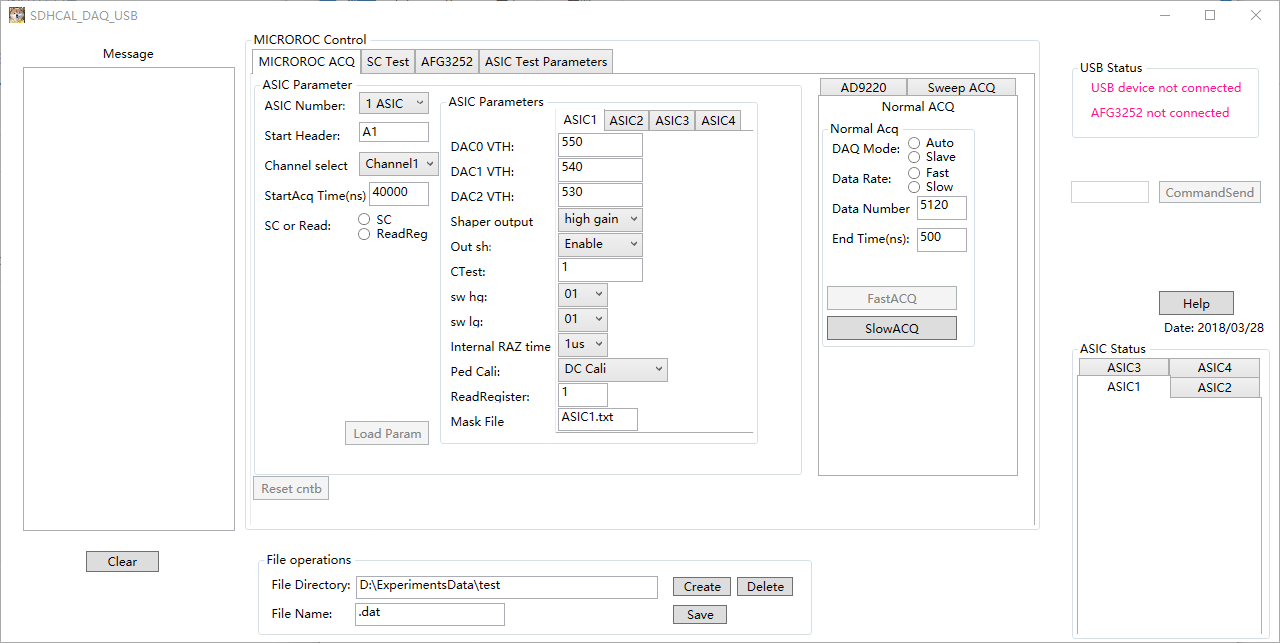 SDHCAL_DAQ_USB
Message
Clear
MICROROC Control
MICROROC ACQ SC Test AFG3252 ASIC Test Parameters
ASIC Parameter
ASIC Number: 1 ASIC
Start Header: A1
Channel select Channel1
StartAcq Time(ns) 40000
SC or Read: SC
ReadReg
Load Param
Reset cntb
ASIC Parameters
ASIC1 ASIC2 ASIC3 ASIC4
DAC0 VTH: 550
DAC1 VTH: 540
DAC2 VTH: 530
Shaper output high gain
Out sh: Enable
CTest: 1
sw hg: 01
sw lg: 01
Internal RAZ time 1us
Ped Cali: DC Cali
ReadRegister: 1
Mask File ASIC1.txt
AD9220 Sweep ACQ
Normal ACQ
Normal Acq
DAQ Mode: Auto
Slave
Data Rate: Fast
Slow
Data Number 5120
End Time(ns): 500
FastACQ
SlowACQ
File operations
File Directory: D:\ExperimentsData\test Create Delete
File Name: .dat Save
USB Status
USB device not connected
AFG3252 not connected
CommandSend
Help
Date: 2018/03/28
ASIC Status
ASIC3 ASIC4
ASIC1 ASIC2